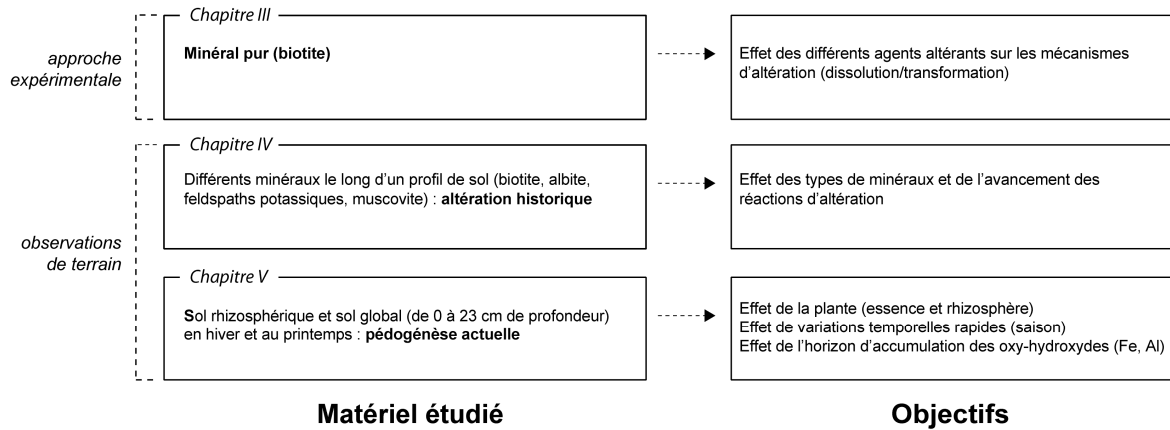 Chapitre III
approche
expérimentale
Minéral pur (biotite)
Effet des différents agents altérants sur les mécanismes
d'altération (dissolution/transformation)
observations
de terrain
Chapitre IV
Différents minéraux le long d'un profil de sol (biotite, albite,
feldspaths potassiques, muscovite) : altération historique
Effet des types de minéraux et de l'avancement des
réactions d'altération
Chapitre V
Sol rhizosphérique et sol global (de 0 à 23 cm de profondeur)
en hiver et au printemps : pédogénèse actuelle
Effet de la plante (essence et rhizosphère)
Effet de variations temporelles rapides (saison)
Effet de l'horizon d'accumulation des oxy-hydroxydes (Fe, Al)
Matériel étudié
Objectifs